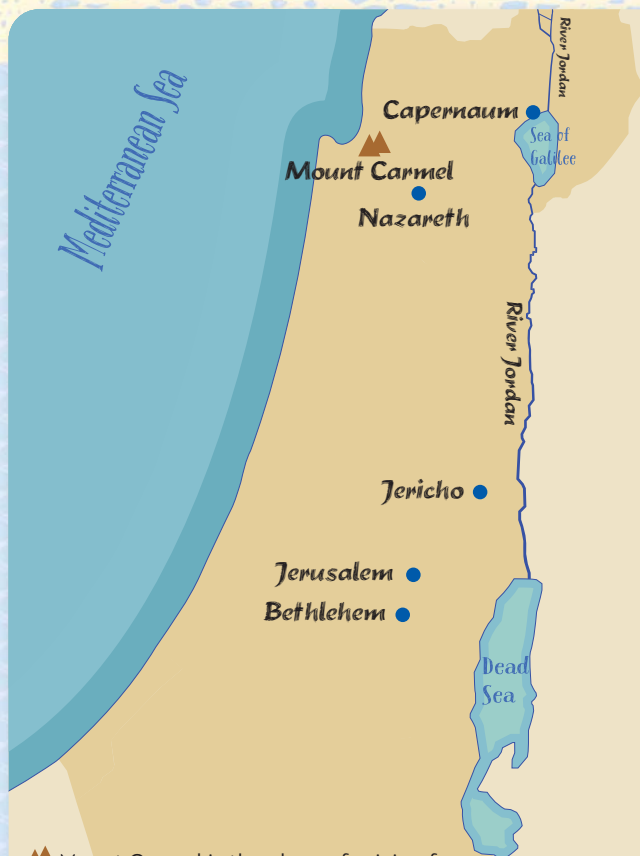 River Jordan
Mediterranean Sea
Capernaum
Sea of
Galilee
Mount Carmel
Nazareth
River Jordan
Jericho
Jerusalem
Bethlehem
Dead
Sea